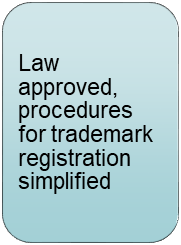 Law
approved,
procedures
for trademark
registration
simplified